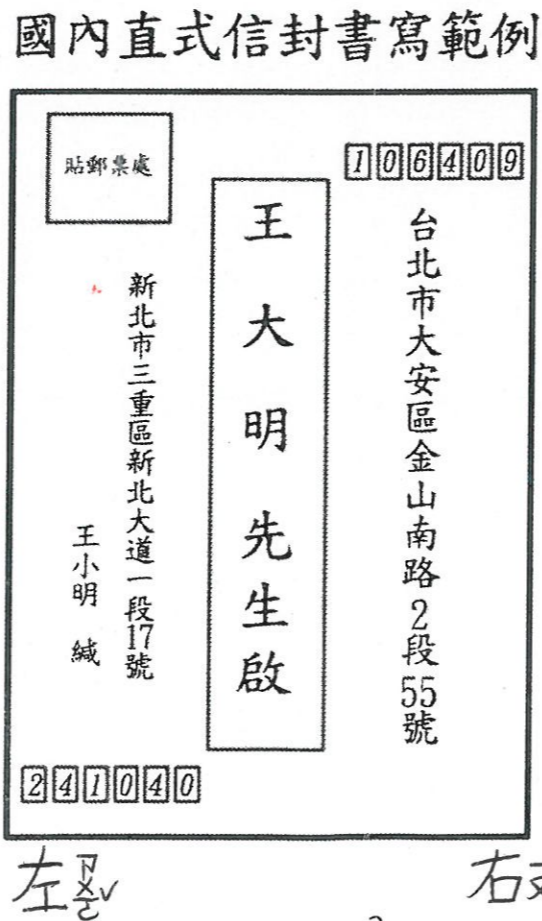 國內直式信封書寫範例
106409
台北市大安區金山南路2段55號
王大明先生啟
貼郵票處
新北市三重區新北大道一段17號
王小明 緘
241040
左
右